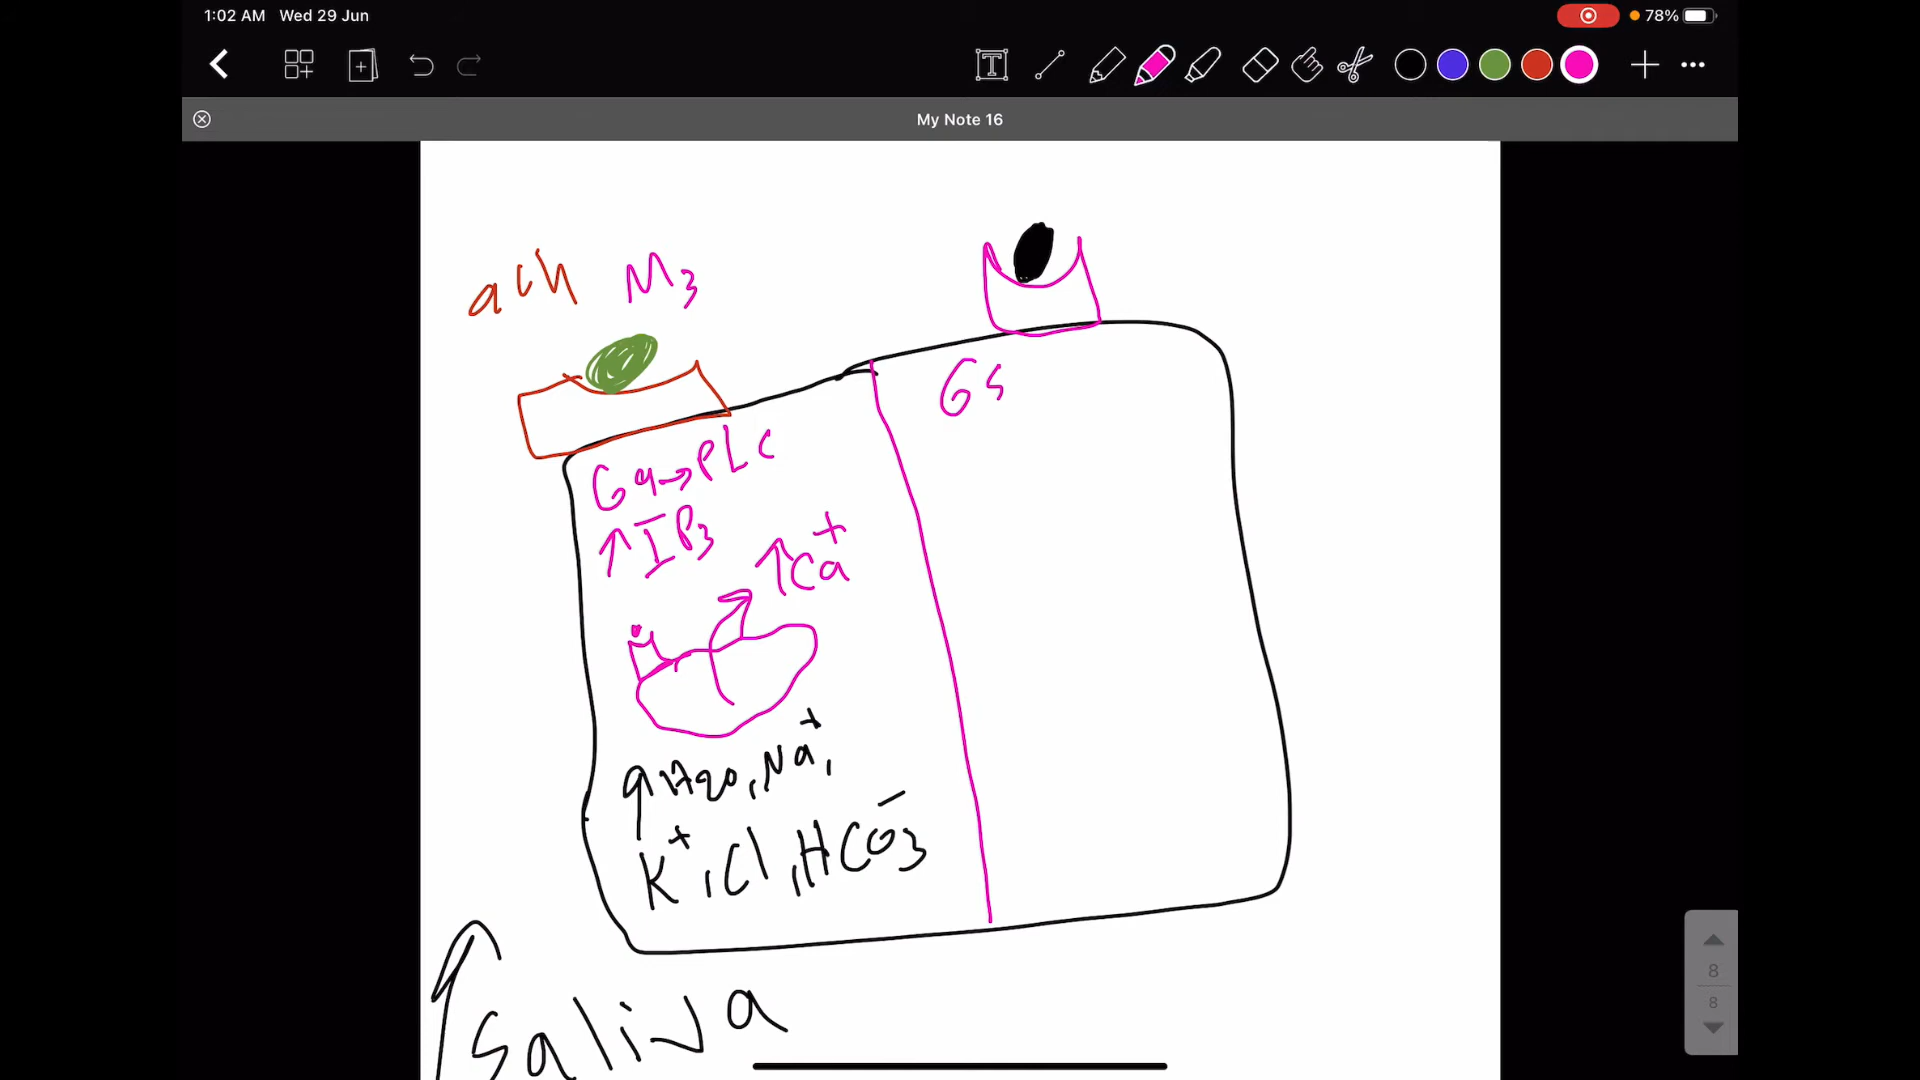 1:02 AM Wed 29 Jun
78%
T
My Note 16
ach M3
Gs
Gq→PLC
↑IP3
↑Ca+
↑H2O, Na+,
K+, Cl, HCO3-
8
8
↑Saliva